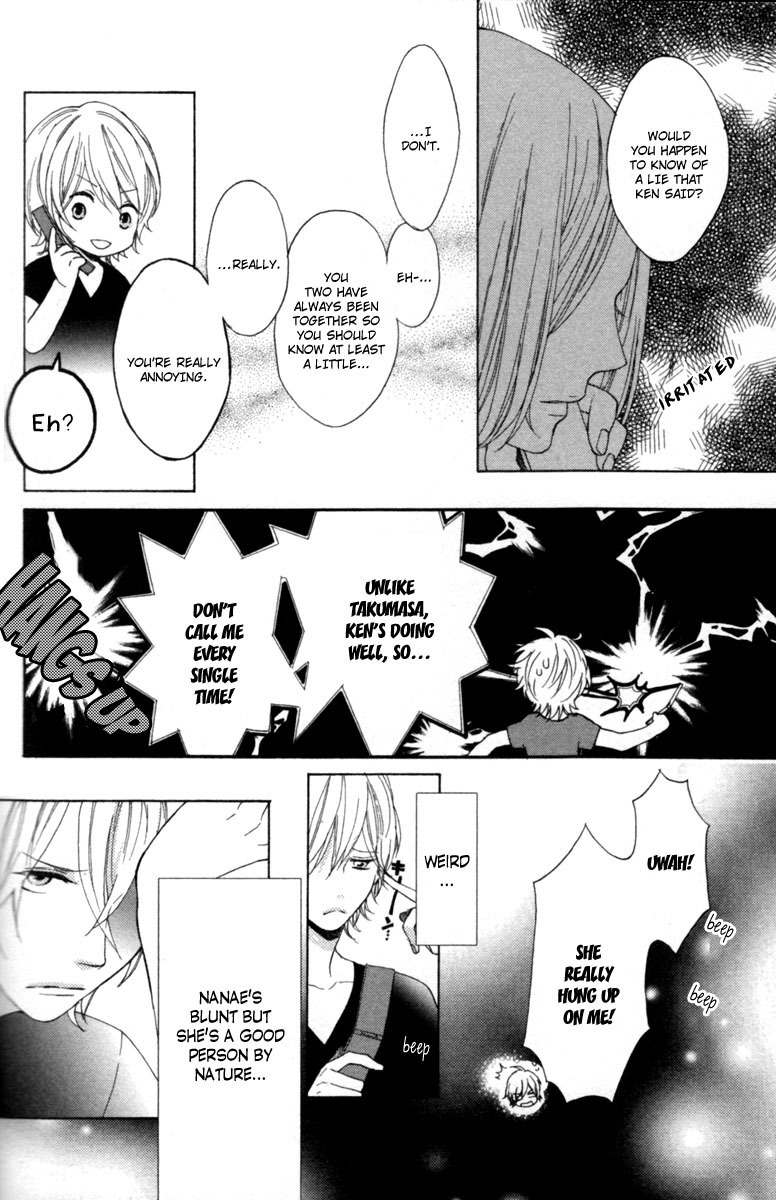 WOULD
YOU HAPPEN
TO KNOW OF
A LIE THAT
KEN SAID?
IRRITATED
...I
DON'T.
EH-...
YOU
TWO HAVE
ALWAYS BEEN
TOGETHER SO
YOU SHOULD
KNOW AT LEAST
A LITTLE...
...REALLY.
YOU'RE REALLY
ANNOYING.
Eh?
UNLIKE
TAKUMASA,
KEN'S DOING
WELL, SO...
DON'T
CALL ME
EVERY
SINGLE
TIME!
HANGS UP
UWAH!
SHE
REALLY
HUNG UP
ON ME!
beep
beep
WEIRD
...
beep
NANAE'S
BLUNT BUT
SHE'S A GOOD
PERSON BY
NATURE...